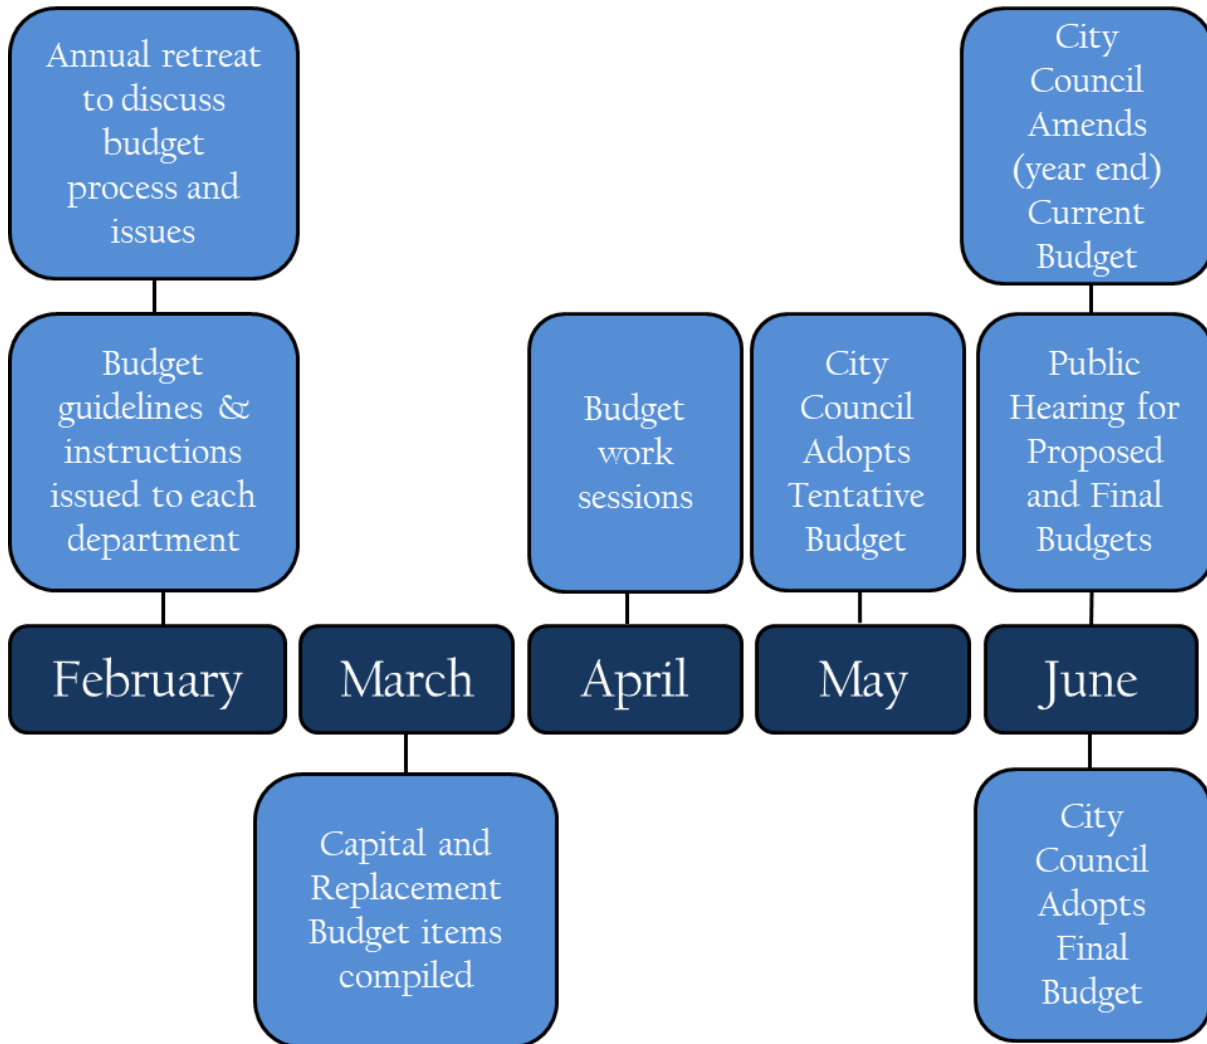 Annual retreat
to discuss
budget
process and
issues
City
Council
Amends
(year end)
Current
Budget
Budget
guidelines &
instructions
issued to each
department
Budget
work
sessions
City
Council
Adopts
Tentative
Budget
Public
Hearing for
Proposed
and Final
Budgets
February
March
April
May
June
Capital and
Replacement
Budget items
compiled
City
Council
Adopts
Final
Budget